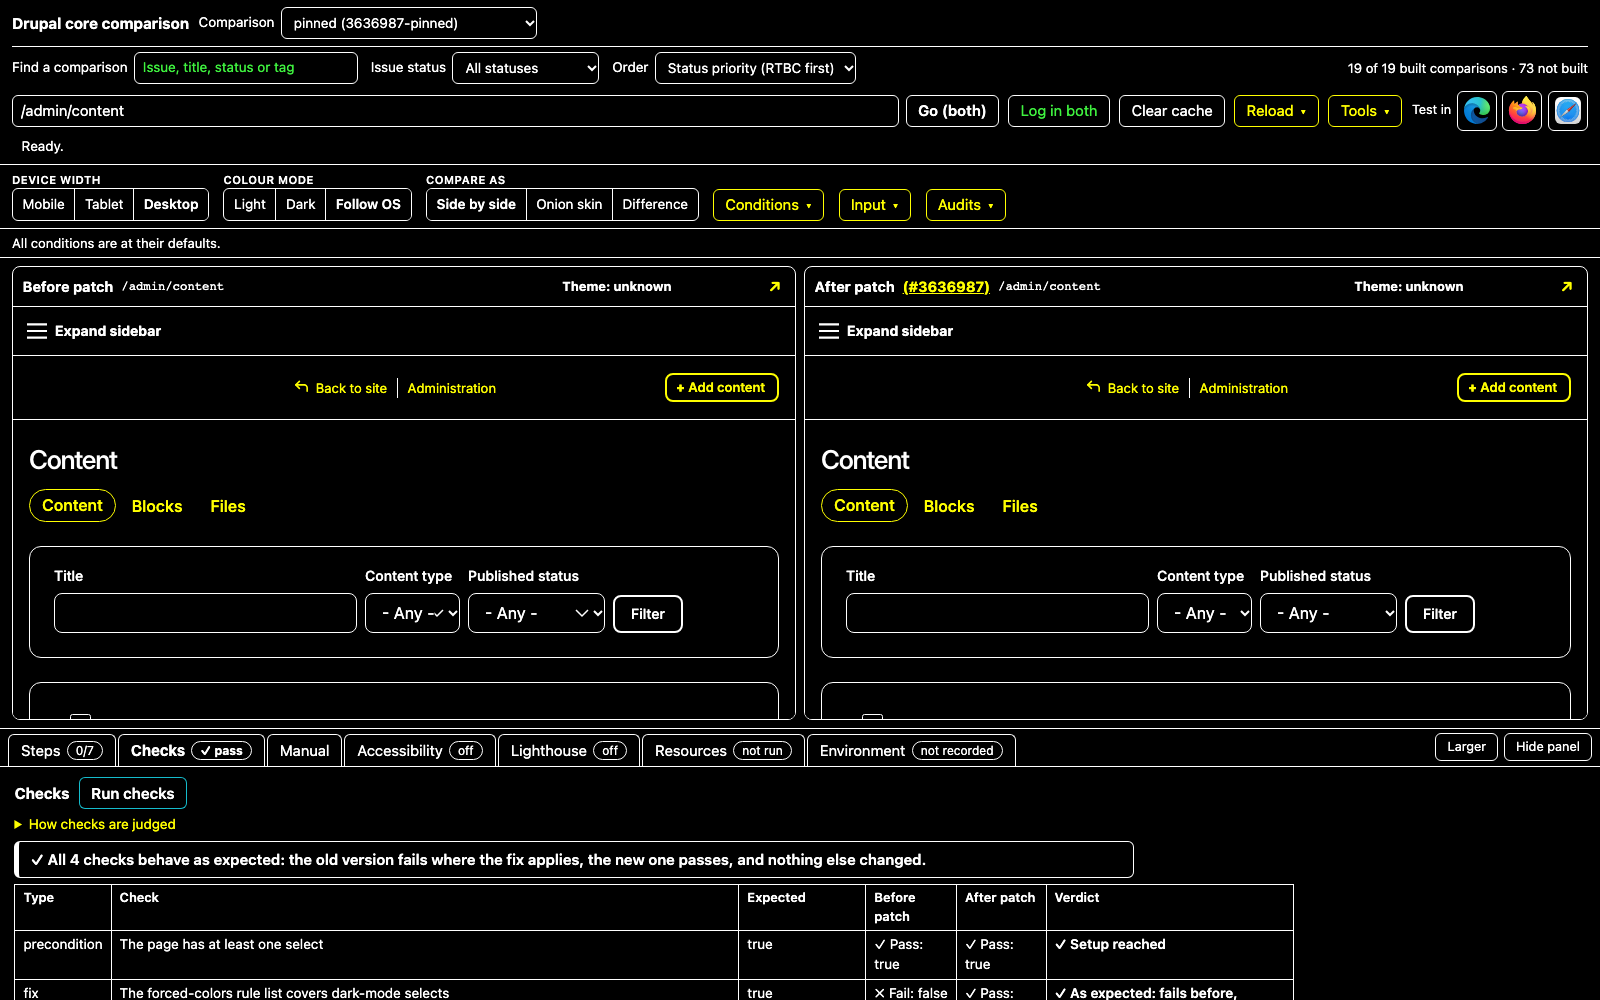 Drupal core comparison Comparison pinned (3636987-pinned)
Find a comparison Issue, title, status or tag Issue status All statuses Order Status priority (RTBC first) 19 of 19 built comparisons · 73 not built
/admin/content Go (both) Log in both Clear cache Reload ▾ Tools ▾ Test in
Ready.
DEVICE WIDTH COLOUR MODE COMPARE AS
Mobile Tablet Desktop Light Dark Follow OS Side by side Onion skin Difference Conditions ▾ Input ▾ Audits ▾
All conditions are at their defaults.
Before patch /admin/content Theme: unknown
Expand sidebar
Back to site Administration + Add content
Content
Content Blocks Files
Title Content type Published status
- Any - - Any - Filter
After patch (#3636987) /admin/content Theme: unknown
Expand sidebar
Back to site Administration + Add content
Content
Content Blocks Files
Title Content type Published status
- Any - - Any - Filter
Steps 0/7 Checks ✓ pass Manual Accessibility off Lighthouse off Resources not run Environment not recorded Larger Hide panel
Checks Run checks
▶ How checks are judged
✓ All 4 checks behave as expected: the old version fails where the fix applies, the new one passes, and nothing else changed.
Type Check Expected Before patch After patch Verdict
precondition The page has at least one select true ✓ Pass: true ✓ Pass: true ✓ Setup reached
fix The forced-colors rule list covers dark-mode selects true ✕ Fail: false ✓ Pass: ✓ As expected: fails before,